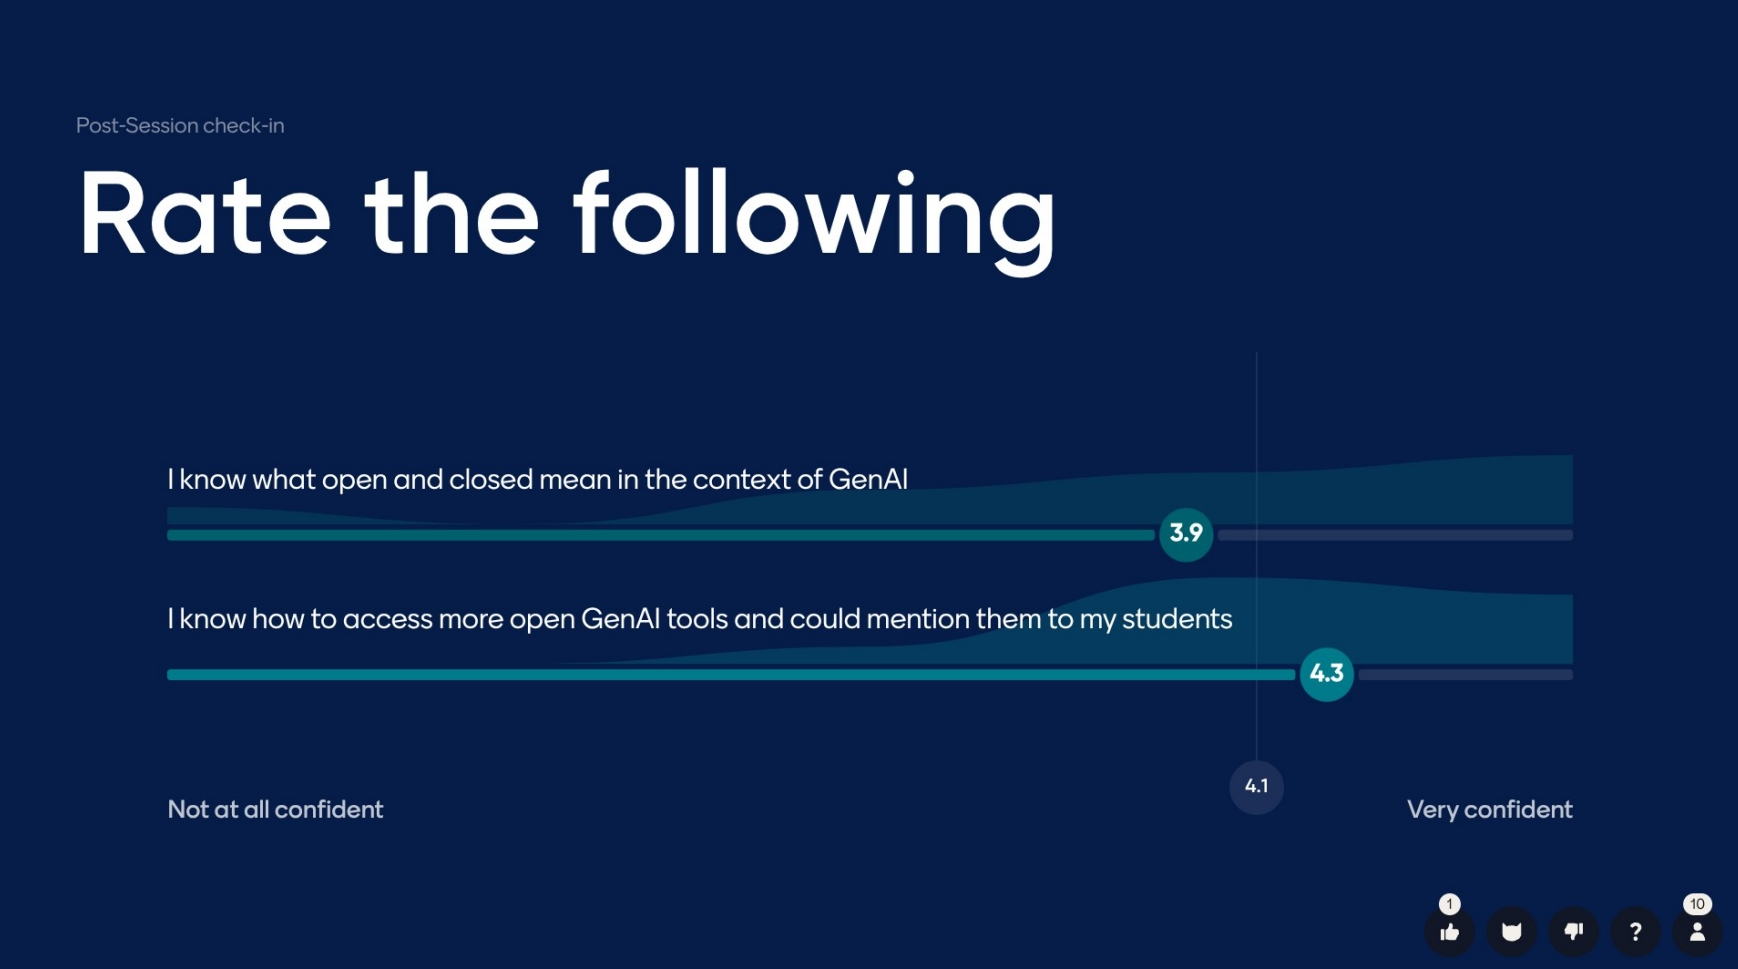 Post-Session check-in
Rate the following
I know what open and closed mean in the context of GenAI
3.9
I know how to access more open GenAI tools and could mention them to my students
4.3
4.1
Not at all confident
Very confident
1
10
?